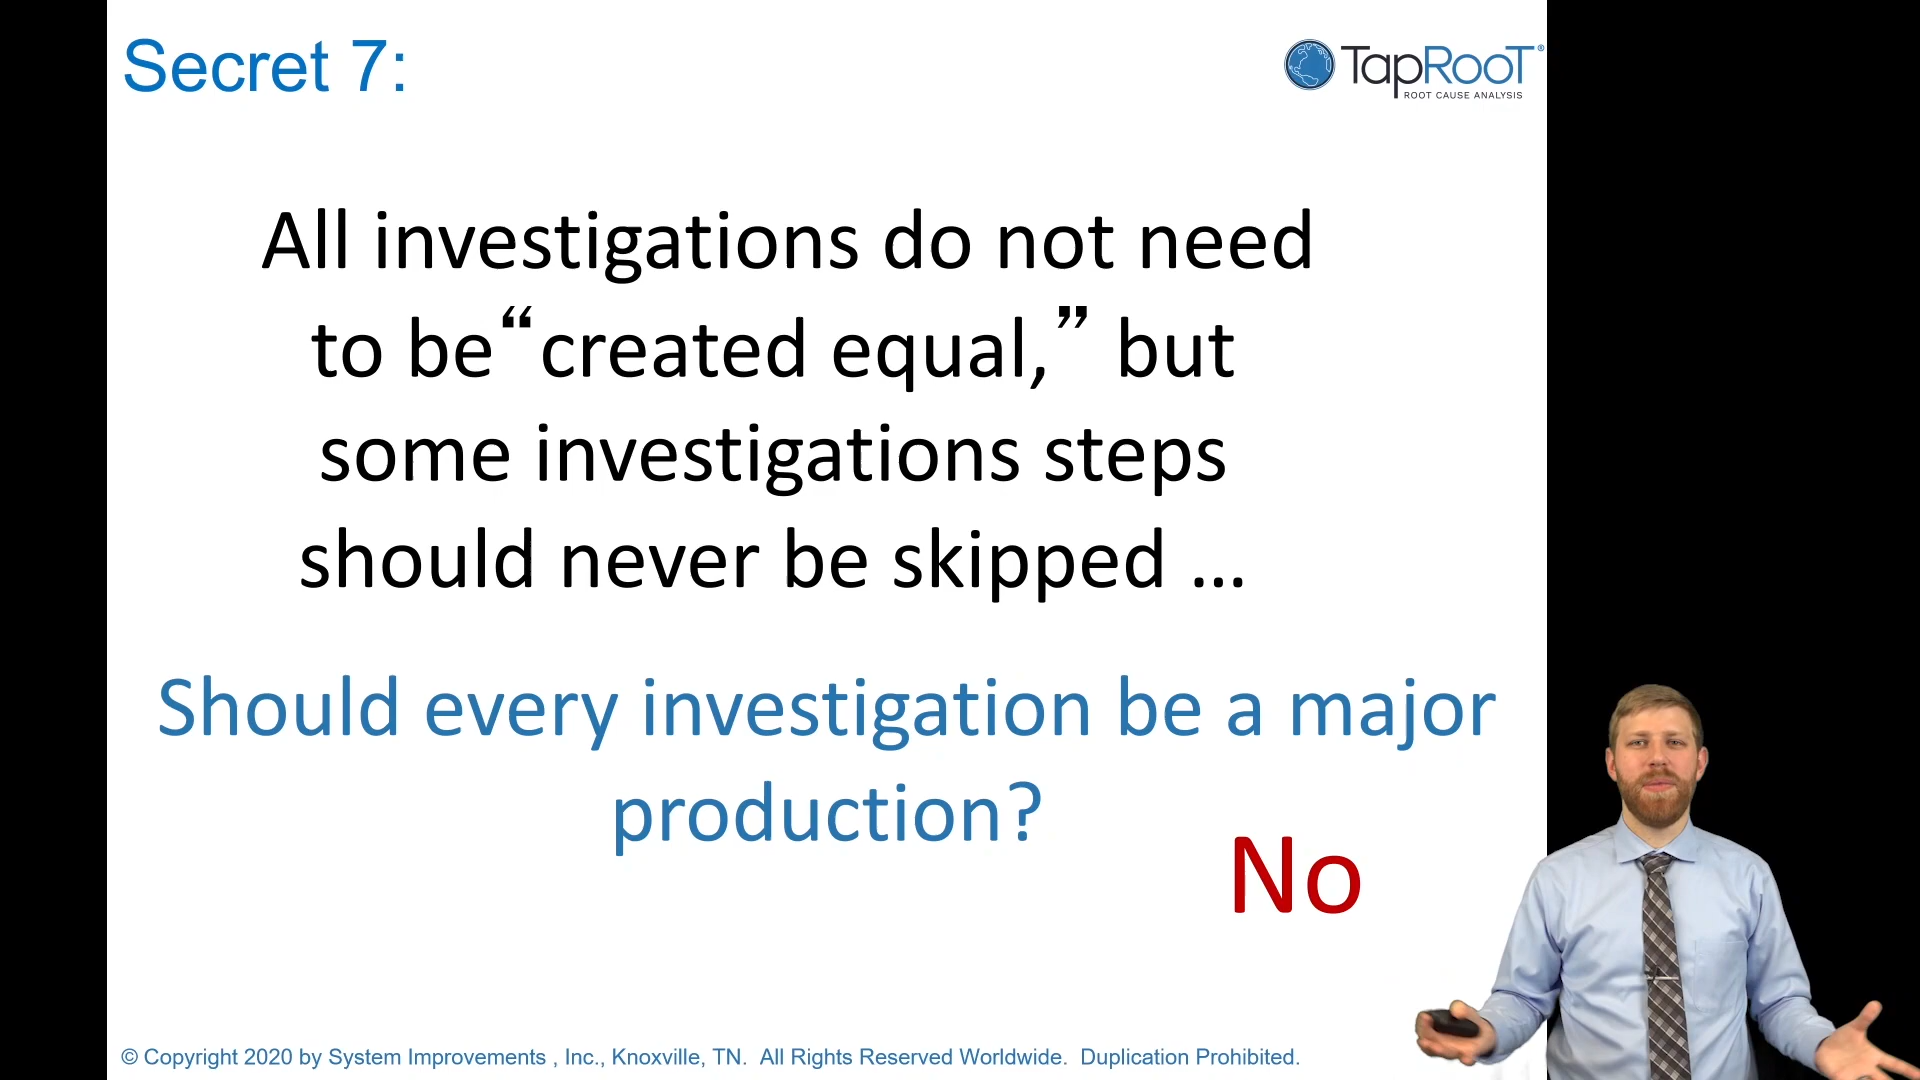 Secret 7:
TapRooT®
ROOT CAUSE ANALYSIS
All investigations do not need
to be“created equal,” but
some investigations steps
should never be skipped ...
Should every investigation be a major
production?
No
© Copyright 2020 by System Improvements , Inc., Knoxville, TN.  All Rights Reserved Worldwide.  Duplication Prohibited.